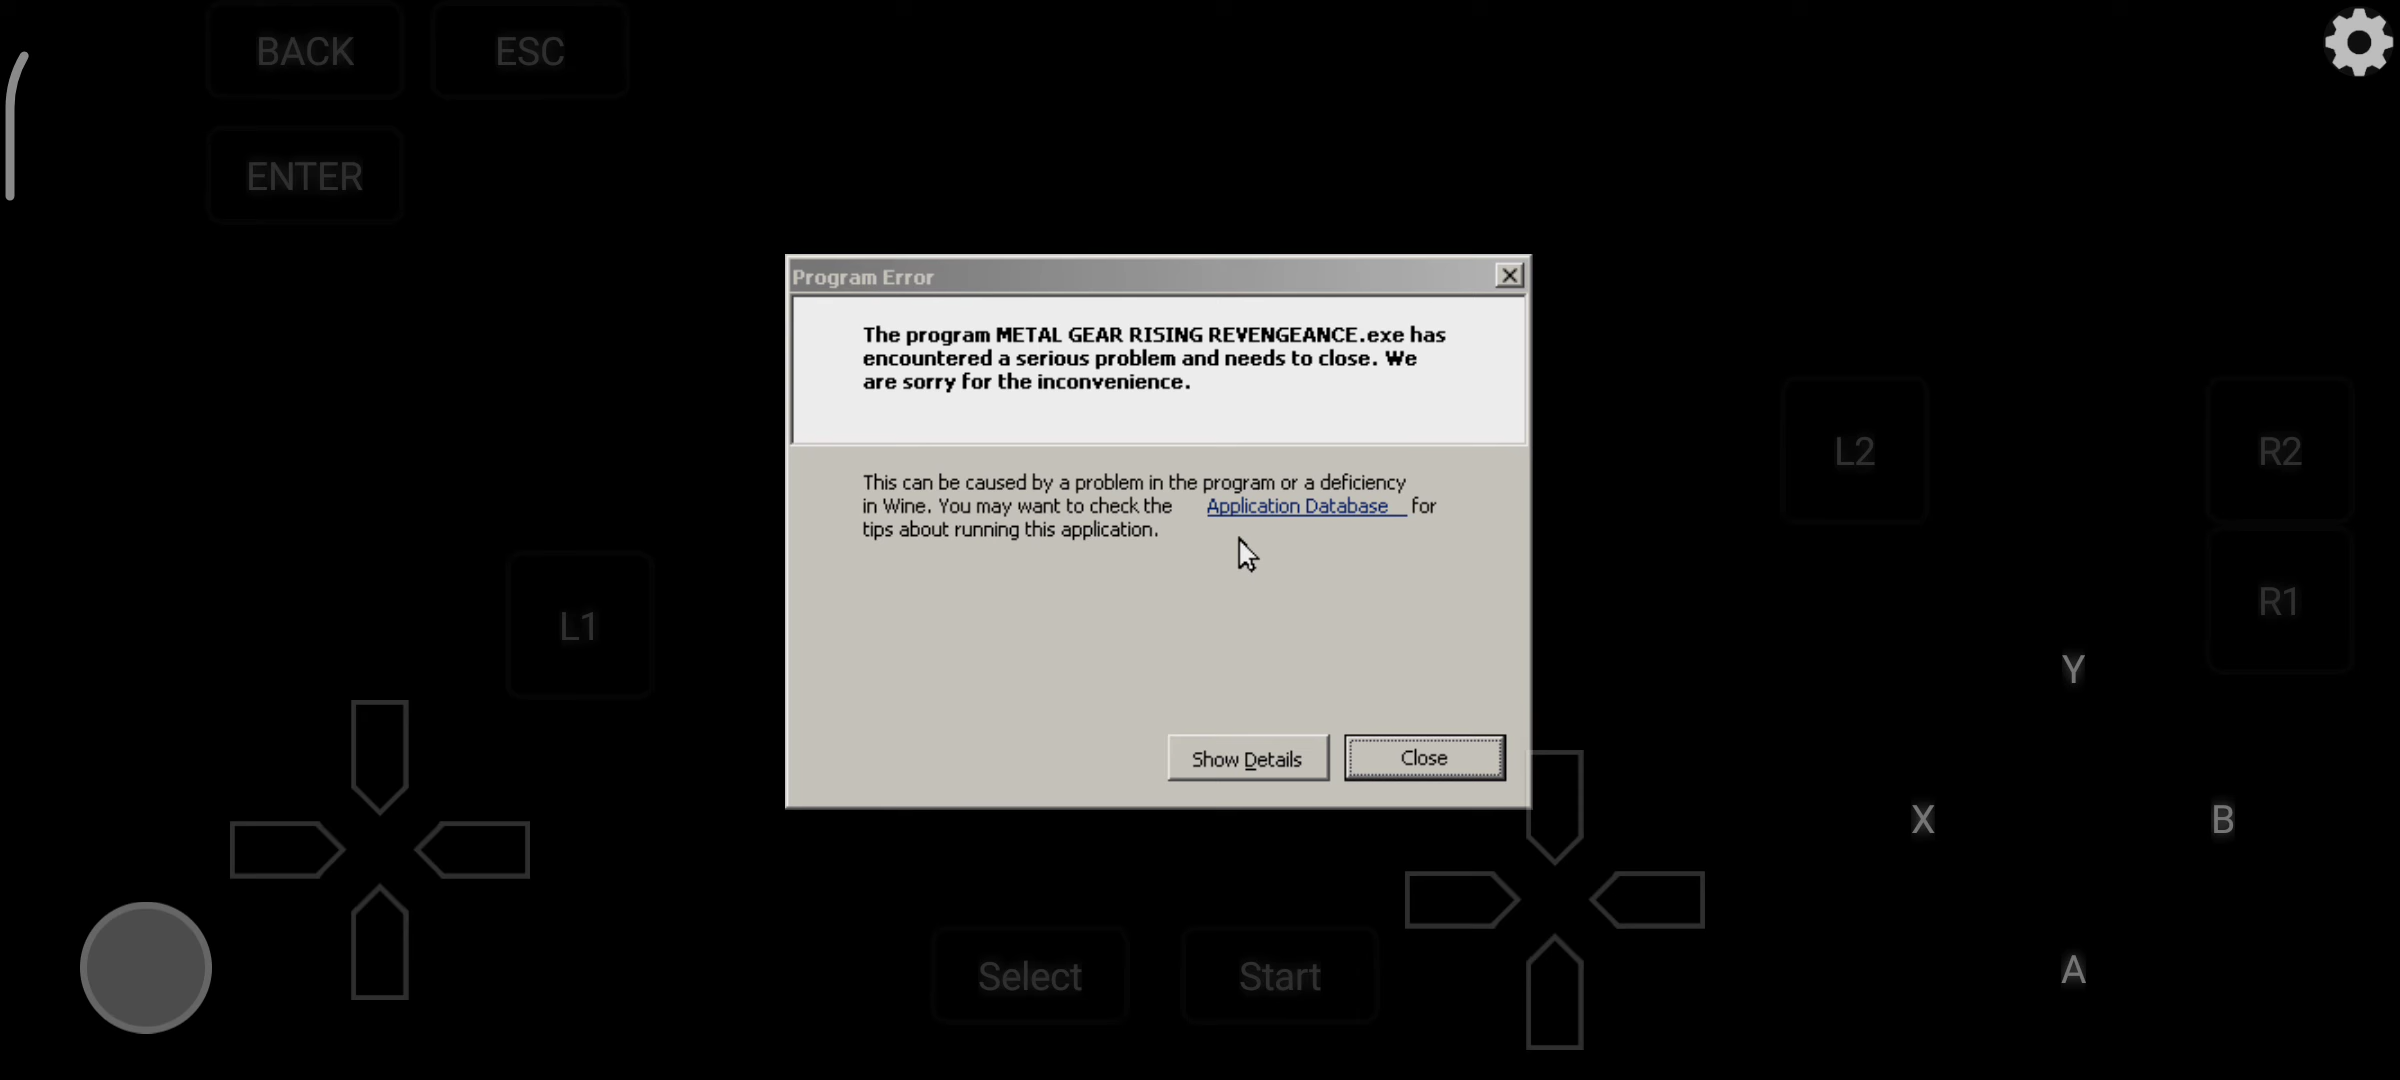 BACK
ESC
ENTER
Program Error
The program METAL GEAR RISING REVENGEANCE.exe has
encountered a serious problem and needs to close. We
are sorry for the inconvenience.
This can be caused by a problem in the program or a deficiency
in Wine. You may want to check the Application Database for
tips about running this application.
Show Details
Close
L2
R2
L1
R1
Y
X
B
A
Select
Start